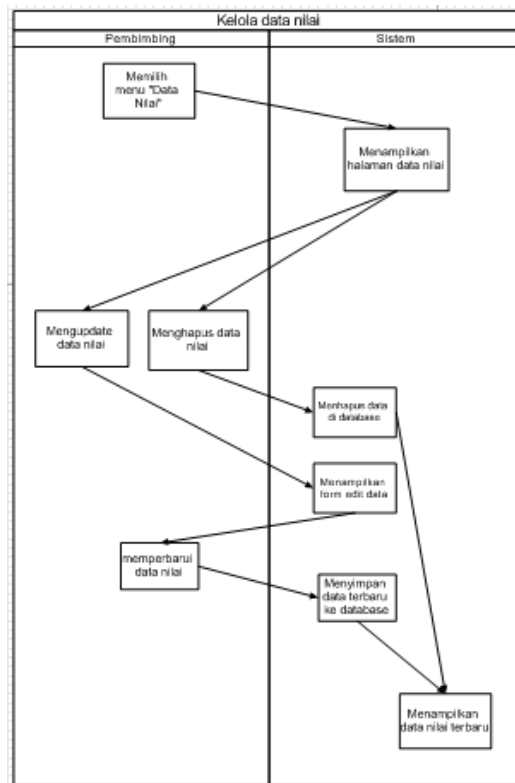 Kelola data nilai
Pembimbing
Sistem
Memilih
menu "Data
Nilai"
Menampilkan
halaman data nilai
Mengupdate
data nilai
Menghapus data
nilai
Menhapus data
di database
Menampilkan
form edit data
memperbarui
data nilai
Menyimpan
data terbaru
ke database
Menampilkan
data nilai terbaru